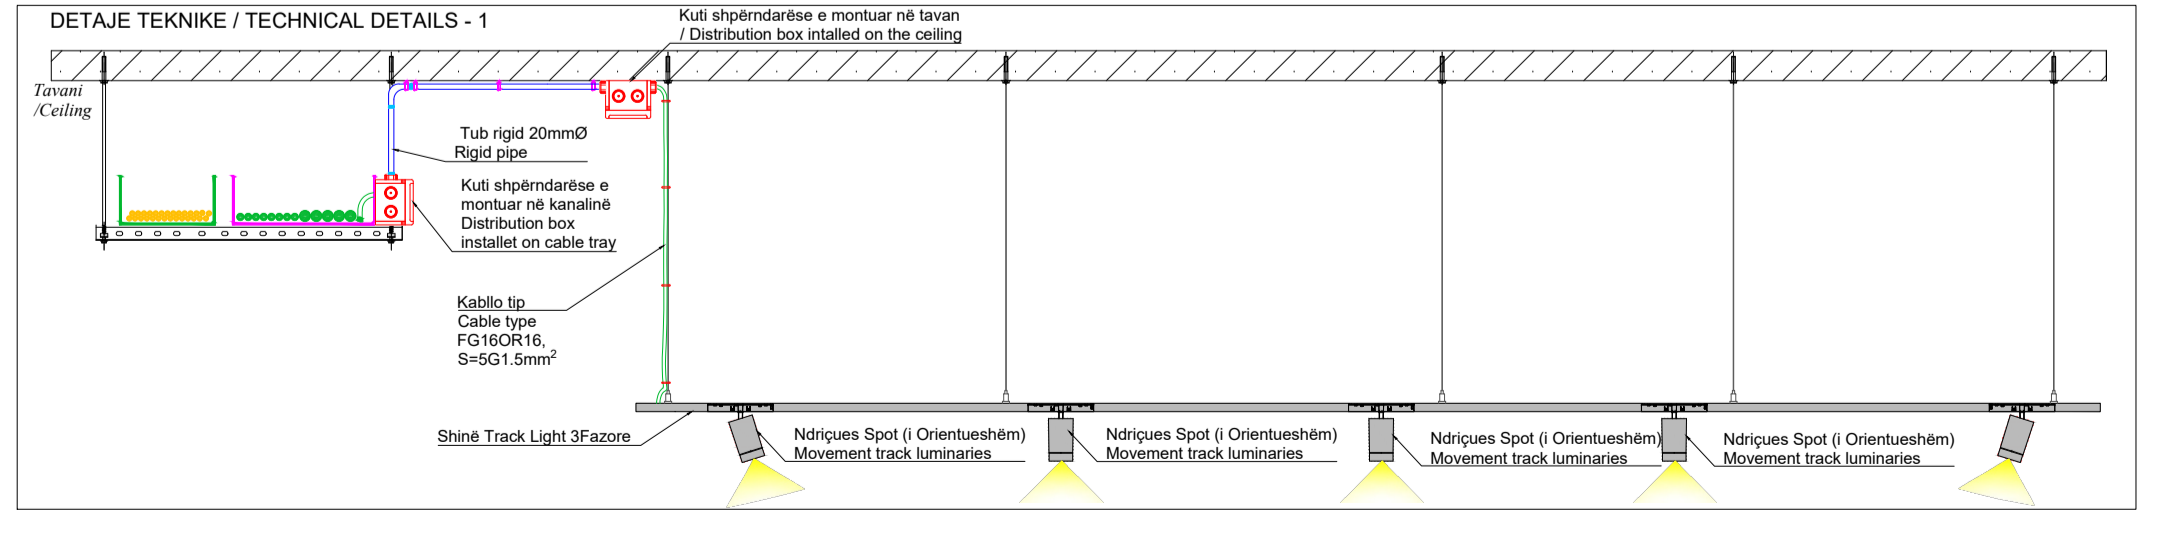 DETAJE TEKNIKE / TECHNICAL DETAILS - 1
Kuti shpërndarëse e montuar në tavan
/ Distribution box intalled on the ceiling
Tavani
/Ceiling
Tub rigid 20mmØ
Rigid pipe
Kuti shpërndarëse e
montuar në kanalinë
Distribution box
installet on cable tray
Kabllo tip
Cable type
FG16OR16,
S=5G1.5mm²
Shinë Track Light 3Fazore
Ndriçues Spot (i Orientueshëm)
Movement track luminaries
Ndriçues Spot (i Orientueshëm)
Movement track luminaries
Ndriçues Spot (i Orientueshëm)
Movement track luminaries
Ndriçues Spot (i Orientueshëm)
Movement track luminaries